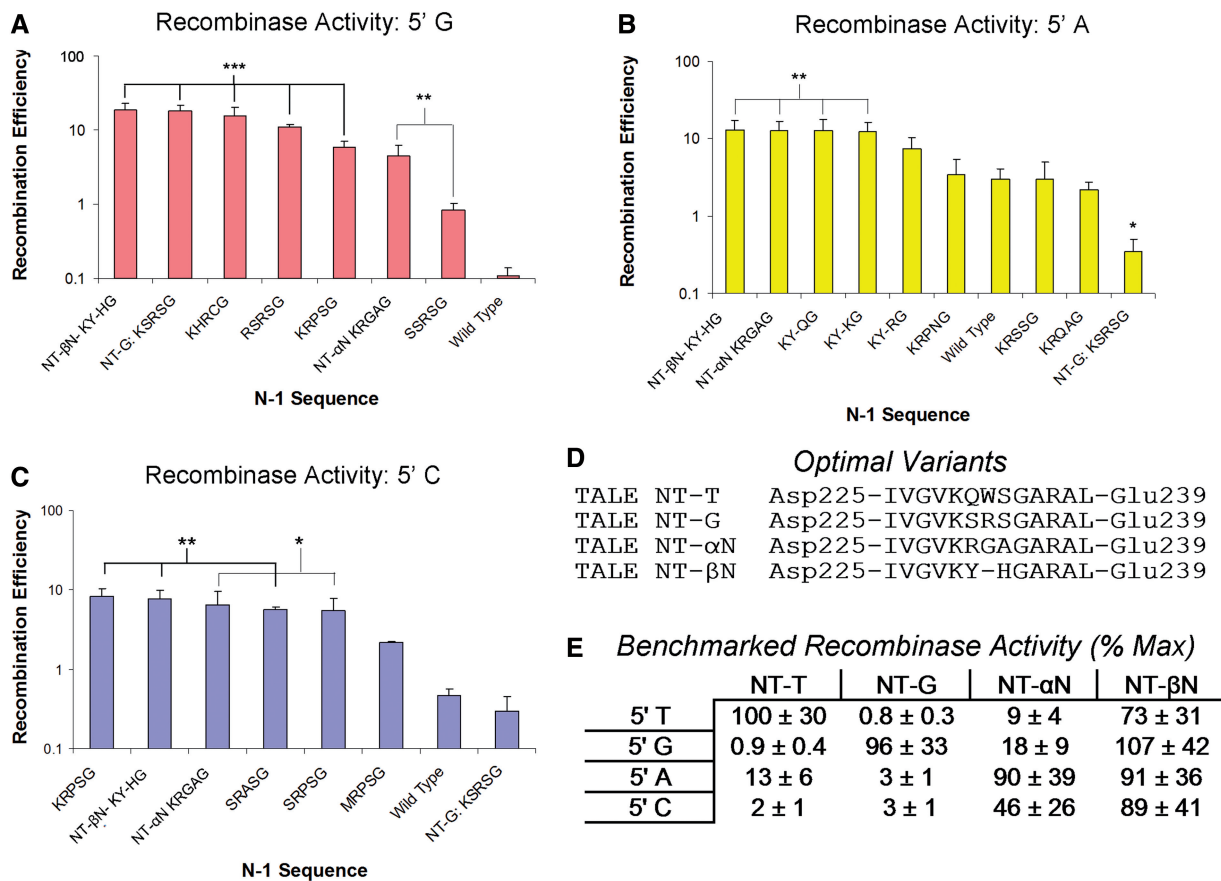 A
Recombinase Activity: 5' G
Recombination Efficiency
100
10
1
0.1
***
**
NT-βN- KY-HG
NT-G: KSRSG
KHRCG
RSRSG
KRPSG
NT-αN KRGAG
SSRSG
Wild Type
N-1 Sequence
B
Recombinase Activity: 5' A
Recombination Efficiency
100
10
1
0.1
**
*
NT-βN- KY-HG
NT-αN KRGAG
KY-QG
KY-KG
KY-RG
KRPNG
Wild Type
KRSSG
KRQAG
NT-G: KSRSG
N-1 Sequence
C
Recombinase Activity: 5' C
Recombination Efficiency
100
10
1
0.1
**
*
KRPSG
NT-βN- KY-HG
NT-αN KRGAG
SRASG
SRPSG
MRPSG
Wild Type
NT-G: KSRSG
N-1 Sequence
D
Optimal Variants
TALE NT-T Asp225-IVGVKQWSGARAL-Glu239
TALE NT-G Asp225-IVGVKSRSGARAL-Glu239
TALE NT-αN Asp225-IVGVKRGAGARAL-Glu239
TALE NT-βN Asp225-IVGVKY-HGARAL-Glu239
E
Benchmarked Recombinase Activity (% Max)
NT-T NT-G NT-αN NT-βN
5' T 100 ± 30 0.8 ± 0.3 9 ± 4 73 ± 31
5' G 0.9 ± 0.4 96 ± 33 18 ± 9 107 ± 42
5' A 13 ± 6 3 ± 1 90 ± 39 91 ± 36
5' C 2 ± 1 3 ± 1 46 ± 26 89 ± 41